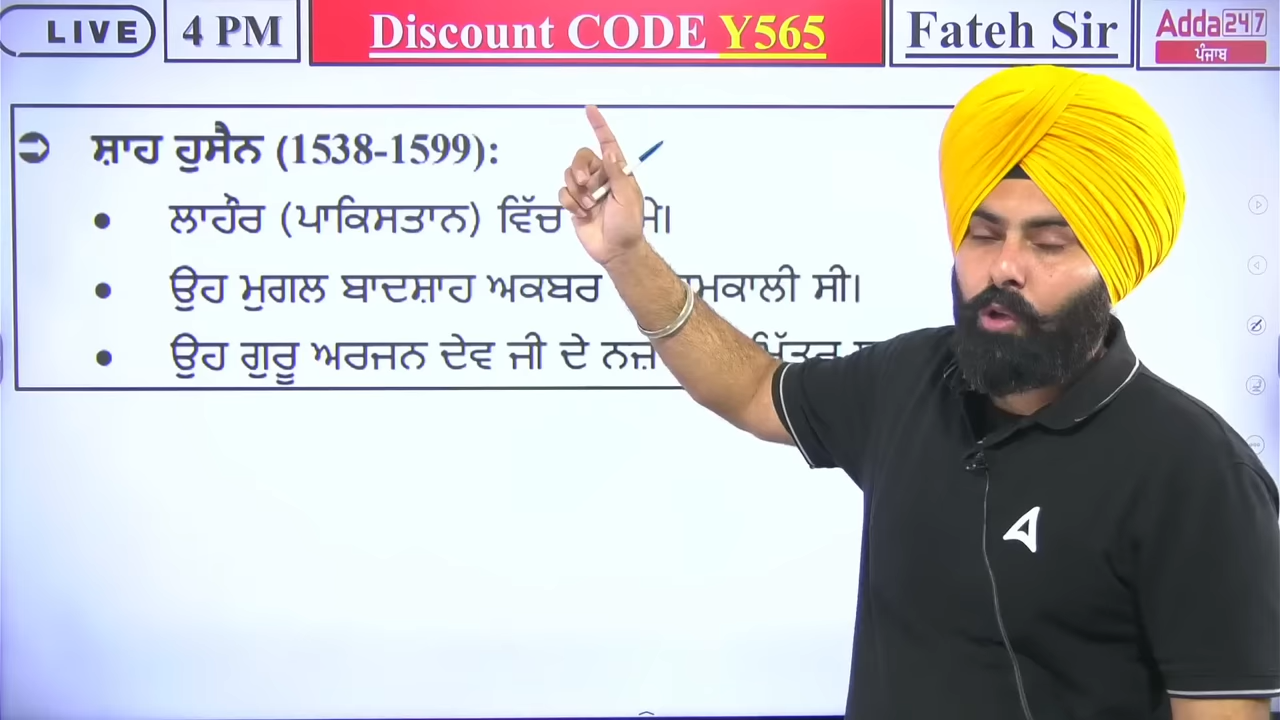 LIVE
4 PM
Discount CODE Y565
Fateh Sir
Adda247
ਪੰਜਾਬ
ਸ਼ਾਹ ਹੁਸੈਨ (1538-1599):
ਲਾਹੌਰ (ਪਾਕਿਸਤਾਨ) ਵਿੱਚ
ਉਹ ਮੁਗਲ ਬਾਦਸ਼ਾਹ ਅਕਬਰ ਸੀ।
ਉਹ ਗੁਰੂ ਅਰਜਨ ਦੇਵ ਜੀ ਦੇ